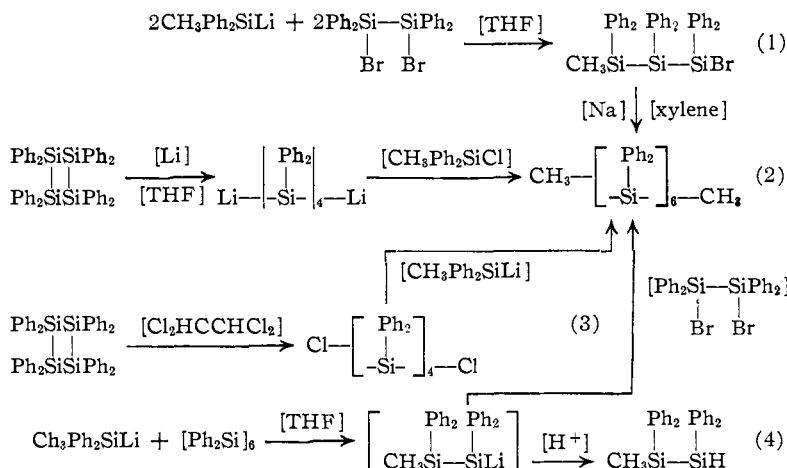 Ph2 Ph2 Ph2
2CH3Ph2SiLi + 2Ph2Si—SiPh2 [THF] CH3Si—Si—SiBr (1)
Br Br
[Na] [xylene]
Ph2SiSiPh2 [Li] Ph2 [CH3Ph2SiCl] Ph2
Ph2SiSiPh2 [THF] Li—[—Si—]4—Li CH3—[—Si—]6—CH3 (2)
[CH3Ph2SiLi] [Ph2Si—SiPh2]
Br Br
Ph2SiSiPh2 [Cl2HCCHCl2] Ph2 (3)
Ph2SiSiPh2 Cl—[—Si—]4—Cl
Ph2 Ph2 Ph2 Ph2
Ch3Ph2SiLi + [Ph2Si]6 [THF] [CH3Si—SiLi] [H+] CH3Si—SiH (4)